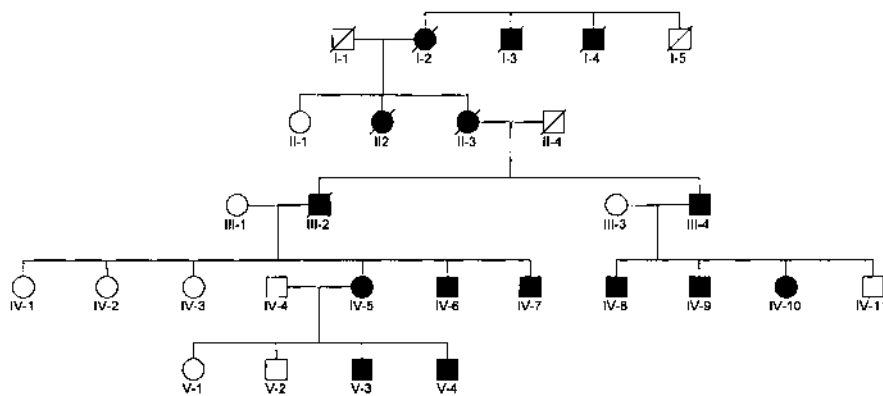 I-1 I-2 I-3 I-4 I-5
II-1 II2 II-3 II-4
III-1 III-2 III-3 III-4
IV-1 IV-2 IV-3 IV-4 IV-5 IV-6 IV-7 IV-8 IV-9 IV-10 IV-11
V-1 V-2 V-3 V-4